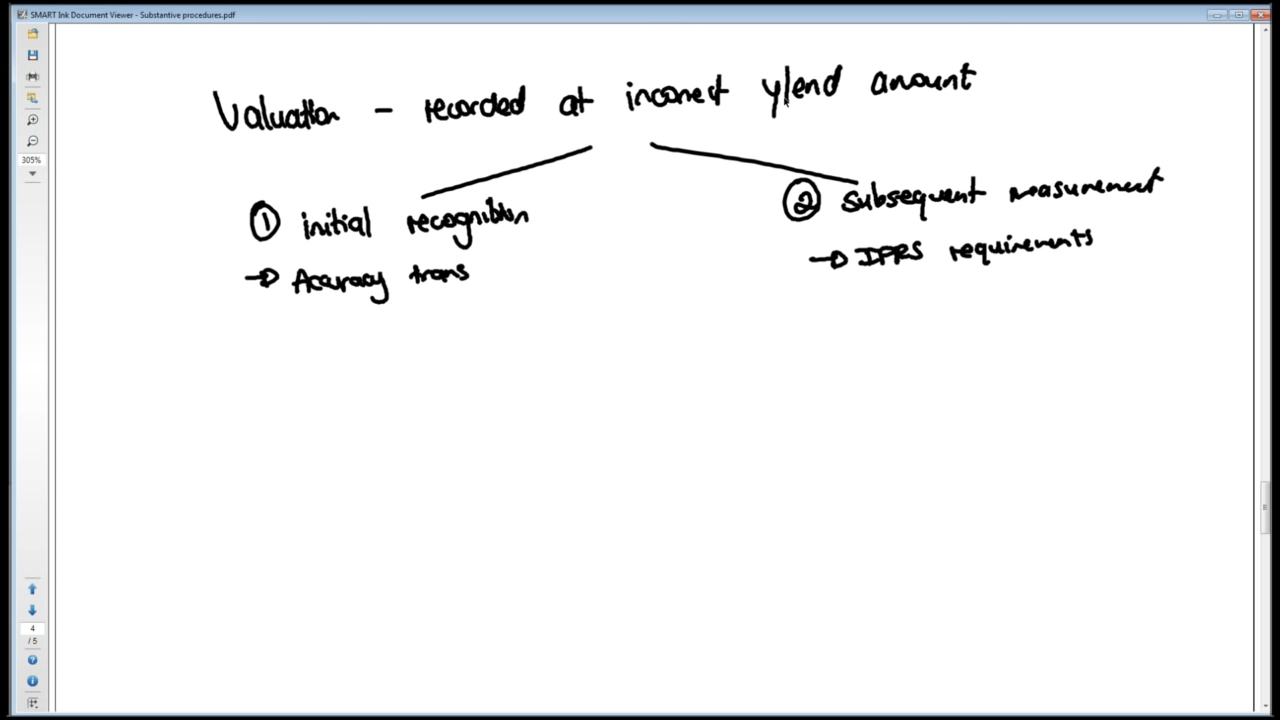 SMART Ink Document Viewer - Substantive procedures.pdf
Valuation - recorded at incorrect y/end amount
① initial recognition
→ Accuracy trans
② subsequent measurement
→ IFRS requirements
305%
4
/ 5